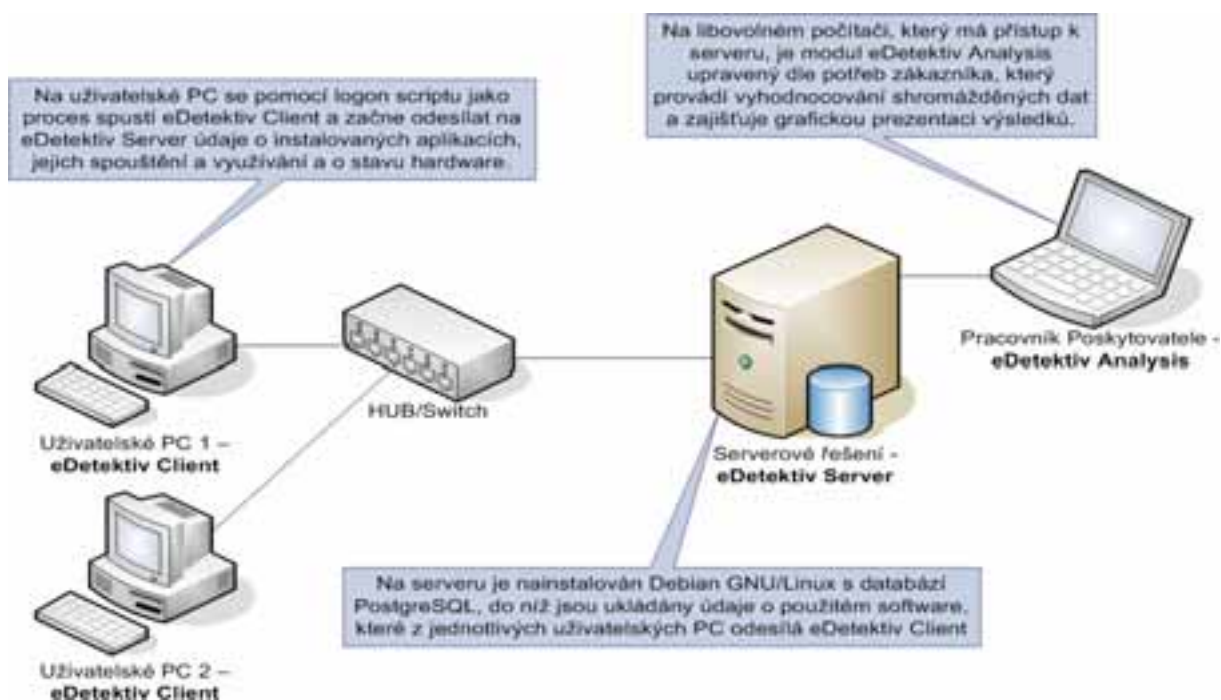 Na libovolném počítači, který má přístup k
serveru, je modul eDetektiv Analysis
upravený dle potřeb zákazníka, který
provádí vyhodnocování shromážděných dat
a zajišťuje grafickou prezentaci výsledků.
Na uživatelské PC se pomocí logon scriptu jako
proces spustí eDetektiv Client a začne odesílat na
eDetektiv Server údaje o instalovaných aplikacích,
jejich spouštění a využívání a o stavu hardware.
Pracovník Poskytovatele -
eDetektiv Analysis
HUB/Switch
Uživatelské PC 1 –
eDetektiv Client
Serverové řešení -
eDetektiv Server
Na serveru je nainstalován Debian GNU/Linux s databází
PostgreSQL, do níž jsou ukládány údaje o použitém software,
které z jednotlivých uživatelských PC odesílá eDetektiv Client
Uživatelské PC 2 –
eDetektiv Client